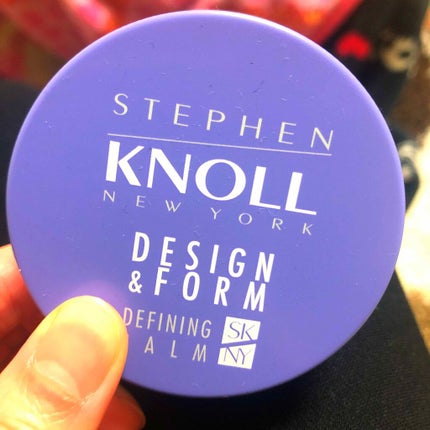 STEPHEN
KNOLL
NEW YORK
DESIGN
& FORM
DEFINING SK
ALM NY